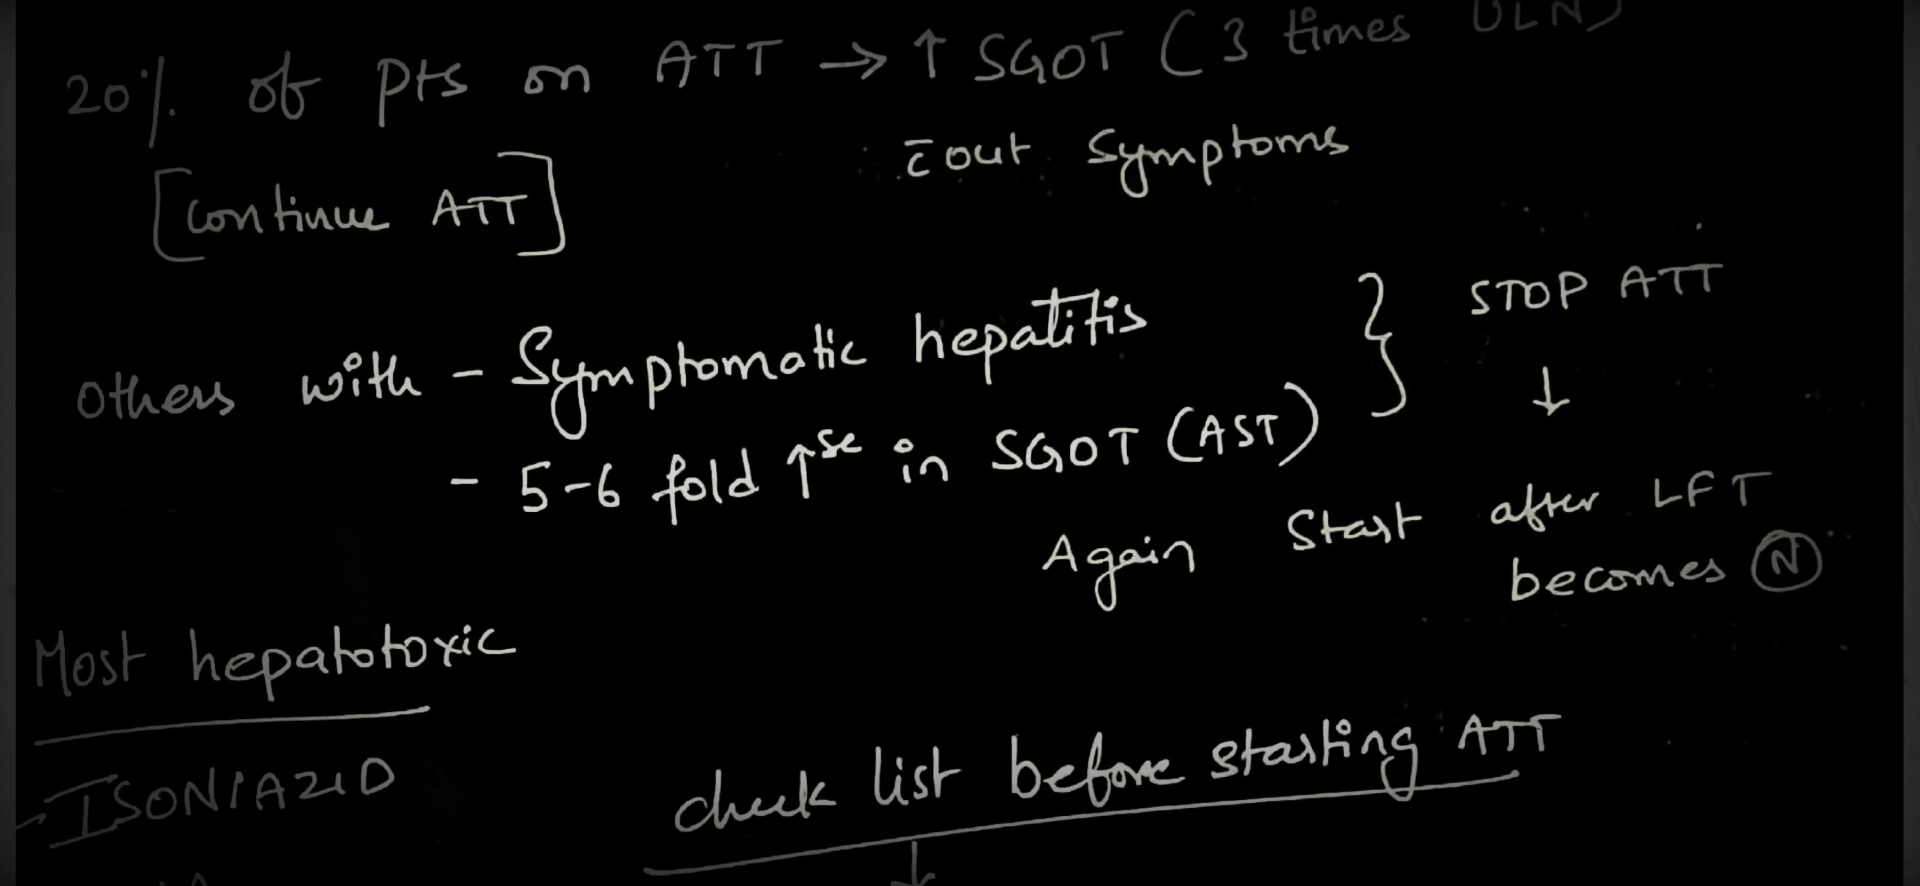 20% of pts on ATT → ↑ SGOT (3 times ULN)
c̄out symptoms
[continue ATT]
others with - Symptomatic hepatitis } STOP ATT
- 5-6 fold ↑se in SGOT (AST) ↓
Again start after LFT
becomes Ⓝ
Most hepatotoxic
ISONIAZID
check list before starting ATT
↓